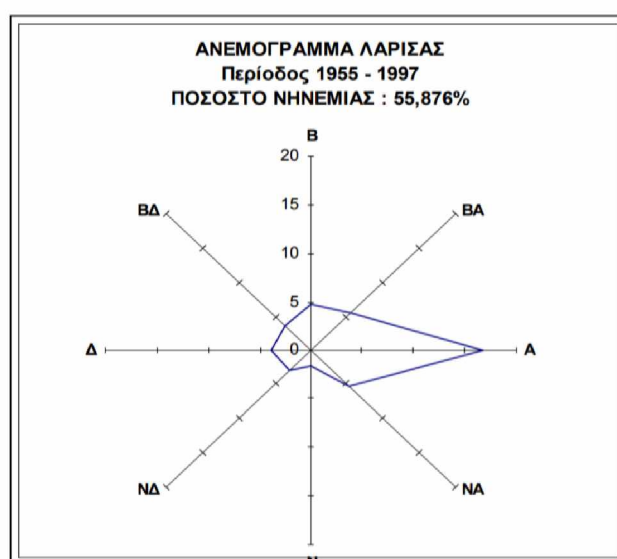 ΑΝΕΜΟΓΡΑΜΜΑ ΛΑΡΙΣΑΣ
Περίοδος 1955 - 1997
ΠΟΣΟΣΤΟ ΝΗΝΕΜΙΑΣ : 55,876%
Β
20
ΒΔ
ΒΑ
15
10
5
Δ
0
Α
ΝΔ
ΝΑ